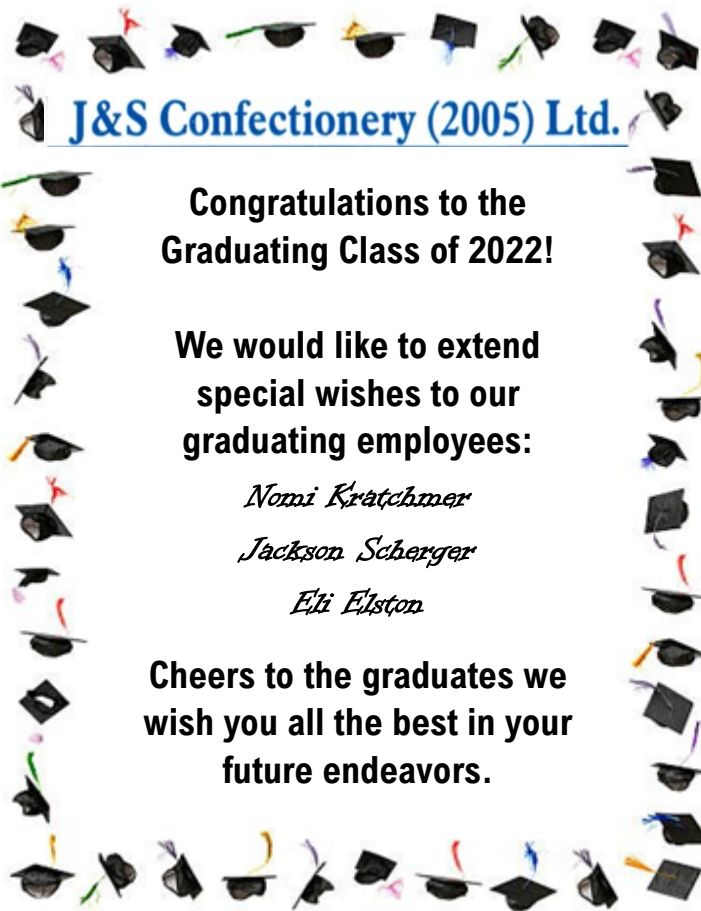 J&S Confectionery (2005) Ltd.
Congratulations to the
Graduating Class of 2022!
We would like to extend
special wishes to our
graduating employees:
Nomi Kratchmer
Jackson Scherger
Eli Elston
Cheers to the graduates we
wish you all the best in your
future endeavors.